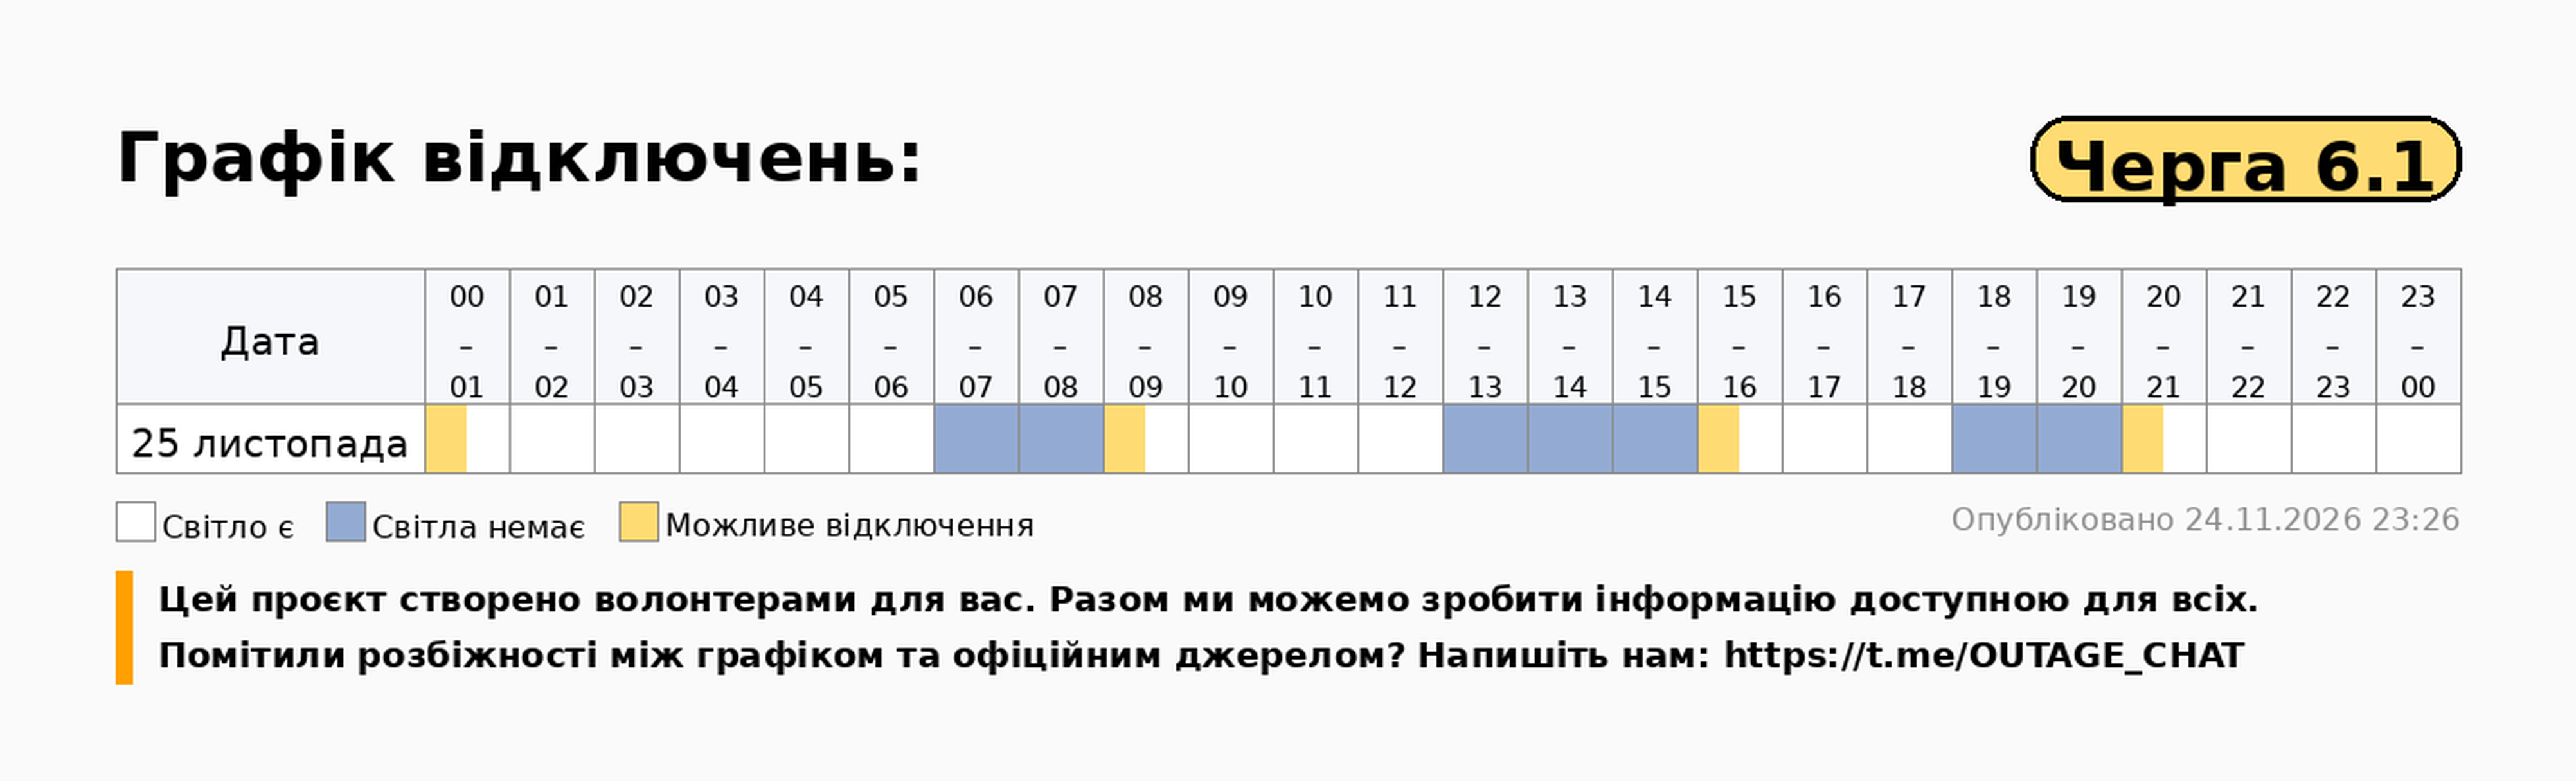 Графік відключень:
Черга 6.1
Дата
00 – 01
01 – 02
02 – 03
03 – 04
04 – 05
05 – 06
06 – 07
07 – 08
08 – 09
09 – 10
10 – 11
11 – 12
12 – 13
13 – 14
14 – 15
15 – 16
16 – 17
17 – 18
18 – 19
19 – 20
20 – 21
21 – 22
22 – 23
23 – 00
25 листопада
Світло є
Світла немає
Можливе відключення
Опубліковано 24.11.2026 23:26
Цей проєкт створено волонтерами для вас. Разом ми можемо зробити інформацію доступною для всіх.
Помітили розбіжності між графіком та офіційним джерелом? Напишіть нам: https://t.me/OUTAGE_CHAT